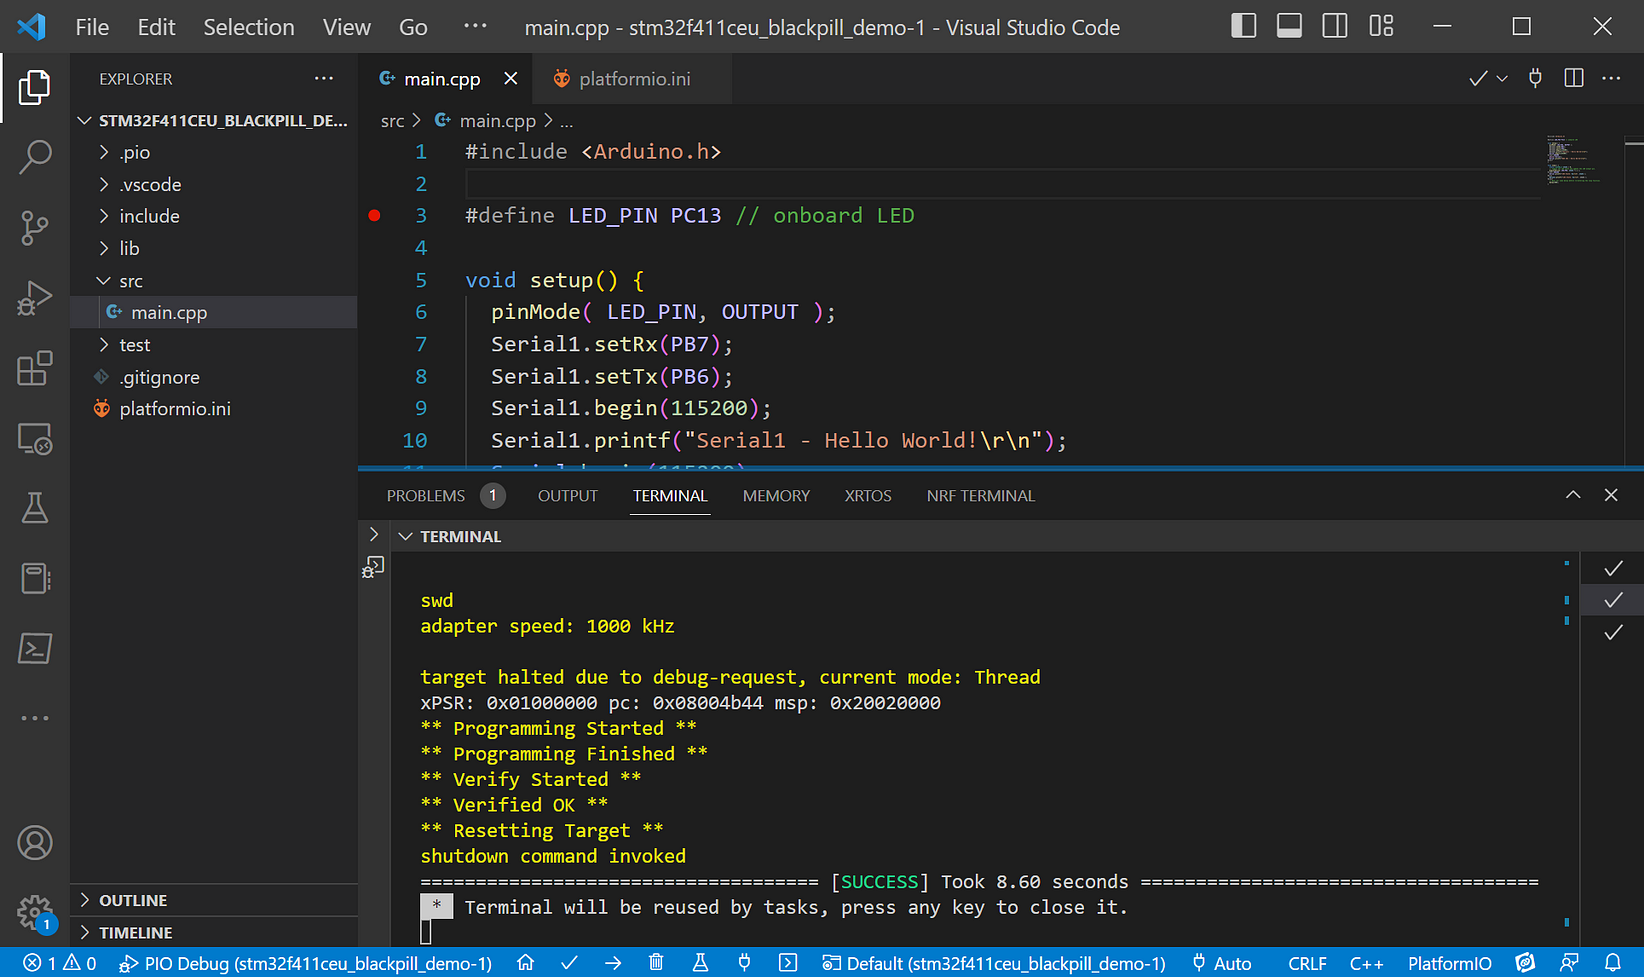 File Edit Selection View Go ··· main.cpp - stm32f411ceu_blackpill_demo-1 - Visual Studio Code
EXPLORER ···
main.cpp
platformio.ini
STM32F411CEU_BLACKPILL_DE...
.pio
.vscode
include
lib
src
main.cpp
test
.gitignore
platformio.ini
OUTLINE
TIMELINE
1
src > main.cpp > ...
1 #include <Arduino.h>
2
3 #define LED_PIN PC13 // onboard LED
4
5 void setup() {
6 pinMode( LED_PIN, OUTPUT );
7 Serial1.setRx(PB7);
8 Serial1.setTx(PB6);
9 Serial1.begin(115200);
10 Serial1.printf("Serial1 - Hello World!\r\n");
PROBLEMS 1 OUTPUT TERMINAL MEMORY XRTOS NRF TERMINAL
TERMINAL
swd
adapter speed: 1000 kHz
target halted due to debug-request, current mode: Thread
xPSR: 0x01000000 pc: 0x08004b44 msp: 0x20020000
** Programming Started **
** Programming Finished **
** Verify Started **
** Verified OK **
** Resetting Target **
shutdown command invoked
==================================== [SUCCESS] Took 8.60 seconds ====================================
* Terminal will be reused by tasks, press any key to close it.
1 0 PIO Debug (stm32f411ceu_blackpill_demo-1) Default (stm32f411ceu_blackpill_demo-1) Auto CRLF C++ PlatformIO